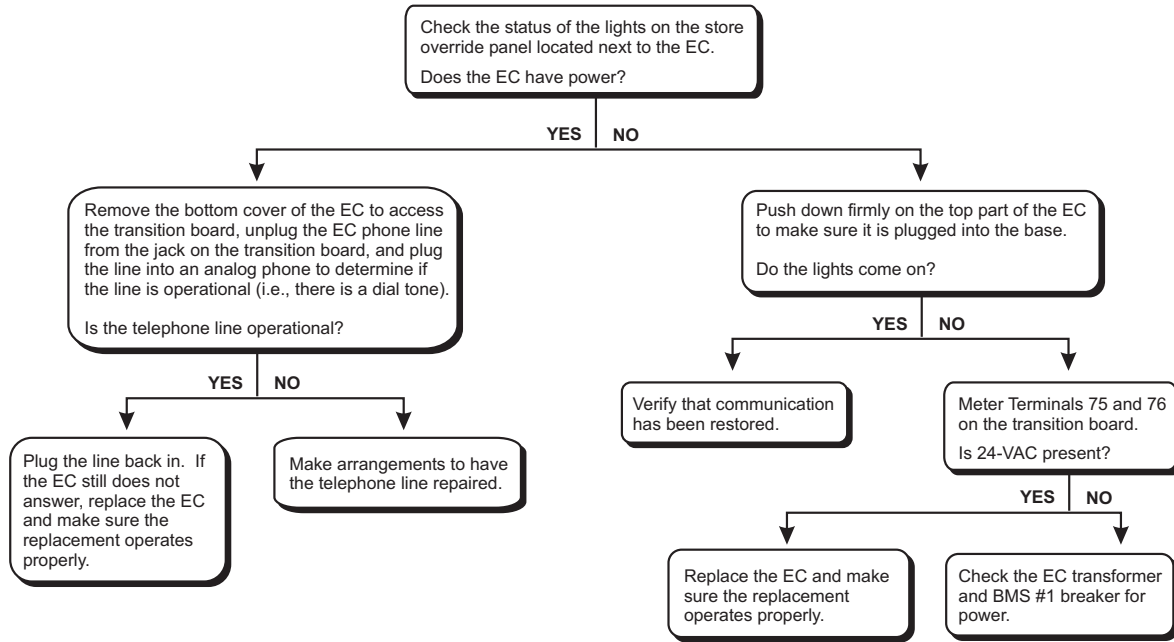 Check the status of the lights on the store
override panel located next to the EC.
Does the EC have power?
YES NO
Remove the bottom cover of the EC to access
the transition board, unplug the EC phone line
from the jack on the transition board, and plug
the line into an analog phone to determine if
the line is operational (i.e., there is a dial tone).
Is the telephone line operational?
Push down firmly on the top part of the EC
to make sure it is plugged into the base.
Do the lights come on?
YES NO
YES NO
Plug the line back in. If
the EC still does not
answer, replace the EC
and make sure the
replacement operates
properly.
Make arrangements to have
the telephone line repaired.
Verify that communication
has been restored.
Meter Terminals 75 and 76
on the transition board.
Is 24-VAC present?
YES NO
Replace the EC and make
sure the replacement
operates properly.
Check the EC transformer
and BMS #1 breaker for
power.